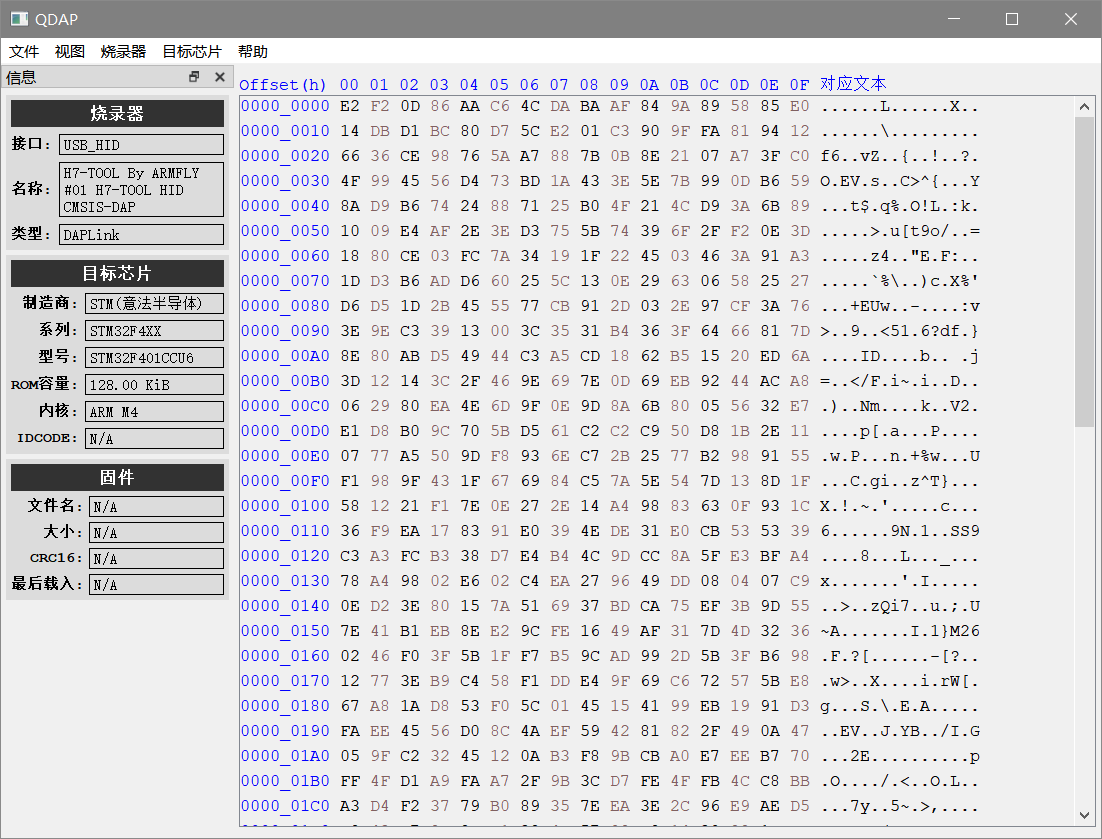 QDAP
文件 视图 烧录器 目标芯片 帮助
信息
烧录器
接口: USB_HID
名称: H7-TOOL By ARMFLY
#01 H7-TOOL HID
CMSIS-DAP
类型: DAPLink
目标芯片
制造商: STM(意法半导体)
系列: STM32F4XX
型号: STM32F401CCU6
ROM容量: 128.00 KiB
内核: ARM M4
IDCODE: N/A
固件
文件名: N/A
大小: N/A
CRC16: N/A
最后载入: N/A
Offset(h) 00 01 02 03 04 05 06 07 08 09 0A 0B 0C 0D 0E 0F 对应文本
0000_0000 E2 F2 0D 86 AA C6 4C DA BA AF 84 9A 89 58 85 E0 ......L......X..
0000_0010 14 DB D1 BC 80 D7 5C E2 01 C3 90 9F FA 81 94 12 ......\.........
0000_0020 66 36 CE 98 76 5A A7 88 7B 0B 8E 21 07 A7 3F C0 f6..vZ..{..!..?.
0000_0030 4F 99 45 56 D4 73 BD 1A 43 3E 5E 7B 99 0D B6 59 O.EV.s..C>^{...Y
0000_0040 8A D9 B6 74 24 88 71 25 B0 4F 21 4C D9 3A 6B 89 ...t$.q%.O!L.:k.
0000_0050 10 09 E4 AF 2E 3E D3 75 5B 74 39 6F 2F F2 0E 3D .....>.u[t9o/..=
0000_0060 18 80 CE 03 FC 7A 34 19 1F 22 45 03 46 3A 91 A3 .....z4.."E.F:..
0000_0070 1D D3 B6 AD D6 60 25 5C 13 0E 29 63 06 58 25 27 .....`%\..)c.X%'
0000_0080 D6 D5 1D 2B 45 55 77 CB 91 2D 03 2E 97 CF 3A 76 ...+EUw..-....:v
0000_0090 3E 9E C3 39 13 00 3C 35 31 B4 36 3F 64 66 81 7D >..9..<51.6?df.}
0000_00A0 8E 80 AB D5 49 44 C3 A5 CD 18 62 B5 15 20 ED 6A ....ID....b.. .j
0000_00B0 3D 12 14 3C 2F 46 9E 69 7E 0D 69 EB 92 44 AC A8 =..</F.i~.i..D..
0000_00C0 06 29 80 EA 4E 6D 9F 0E 9D 8A 6B 80 05 56 32 E7 .)..Nm....k..V2.
0000_00D0 E1 D8 B0 9C 70 5B D5 61 C2 C2 C9 50 D8 1B 2E 11 ....p[.a...P....
0000_00E0 07 77 A5 50 9D F8 93 6E C7 2B 25 77 B2 98 91 55 .w.P...n.+%w...U
0000_00F0 F1 98 9F 43 1F 67 69 84 C5 7A 5E 54 7D 13 8D 1F ...C.gi..z^T}...
0000_0100 58 12 21 F1 7E 0E 27 2E 14 A4 98 83 63 0F 93 1C X.!.~.'.....c...
0000_0110 36 F9 EA 17 83 91 E0 39 4E DE 31 E0 CB 53 53 39 6......9N.1..SS9
0000_0120 C3 A3 FC B3 38 D7 E4 B4 4C 9D CC 8A 5F E3 BF A4 ....8...L..._...
0000_0130 78 A4 98 02 E6 02 C4 EA 27 96 49 DD 08 04 07 C9 x.......'.I.....
0000_0140 0E D2 3E 80 15 7A 51 69 37 BD CA 75 EF 3B 9D 55 ..>..zQi7..u.;.U
0000_0150 7E 41 B1 EB 8E E2 9C FE 16 49 AF 31 7D 4D 32 36 ~A.......I.1}M26
0000_0160 02 46 F0 3F 5B 1F F7 B5 9C AD 99 2D 5B 3F B6 98 .F.?[......-[?..
0000_0170 12 77 3E B9 C4 58 F1 DD E4 9F 69 C6 72 57 5B E8 .w>..X....i.rW[.
0000_0180 67 A8 1A D8 53 F0 5C 01 45 15 41 99 EB 19 91 D3 g...S.\.E.A.....
0000_0190 FA EE 45 56 D0 8C 4A EF 59 42 81 82 2F 49 0A 47 ..EV..J.YB../I.G
0000_01A0 05 9F C2 32 45 12 0A B3 F8 9B CB A0 E7 EE B7 70 ...2E..........p
0000_01B0 FF 4F D1 A9 FA A7 2F 9B 3C D7 FE 4F FB 4C C8 BB .O..../.<..O.L..
0000_01C0 A3 D4 F2 37 79 B0 89 35 7E EA 3E 2C 96 E9 AE D5 ...7y..5~.>,....